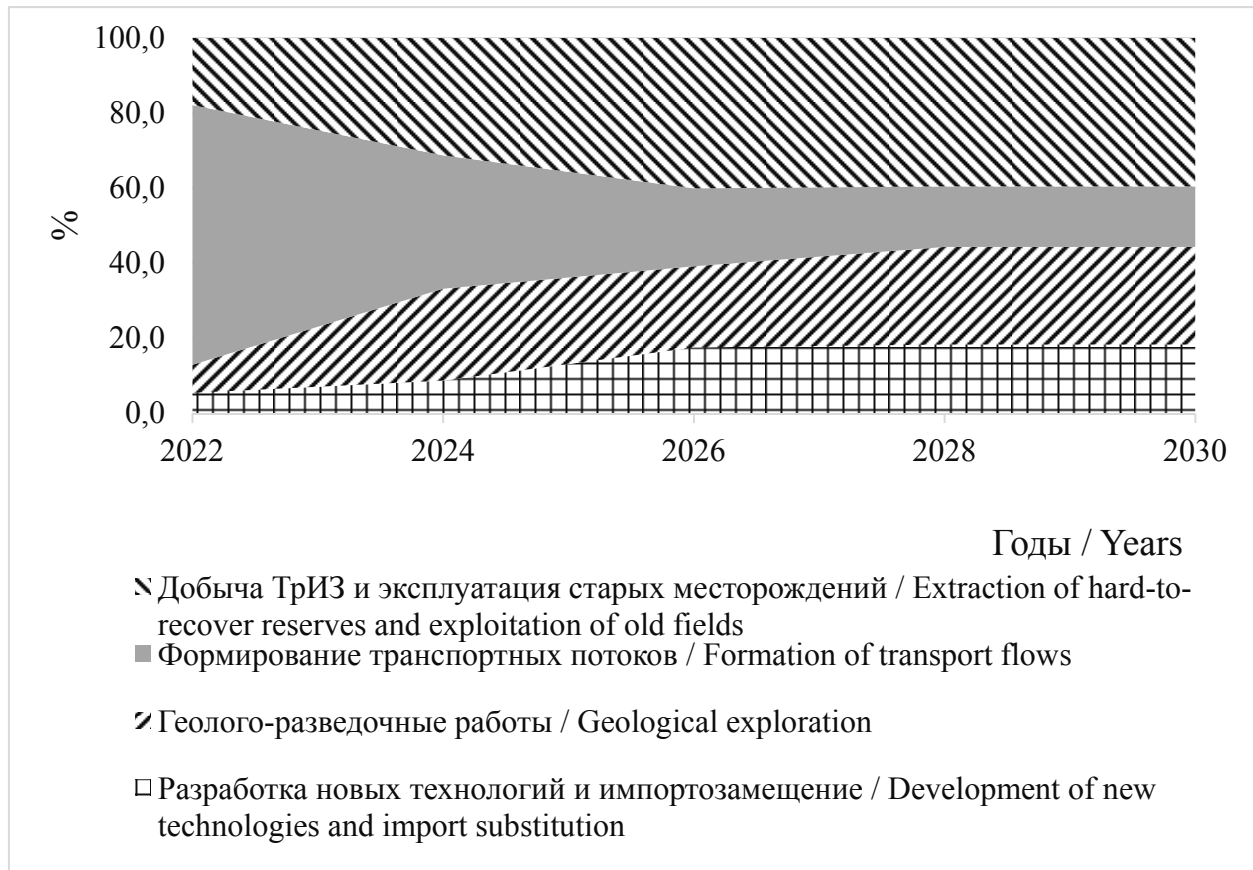 100,0
80,0
60,0
40,0
20,0
0,0
%
2022 2024 2026 2028 2030
Годы / Years
Добыча ТрИЗ и эксплуатация старых месторождений / Extraction of hard-to-
recover reserves and exploitation of old fields
Формирование транспортных потоков / Formation of transport flows
Геолого-разведочные работы / Geological exploration
Разработка новых технологий и импортозамещение / Development of new
technologies and import substitution